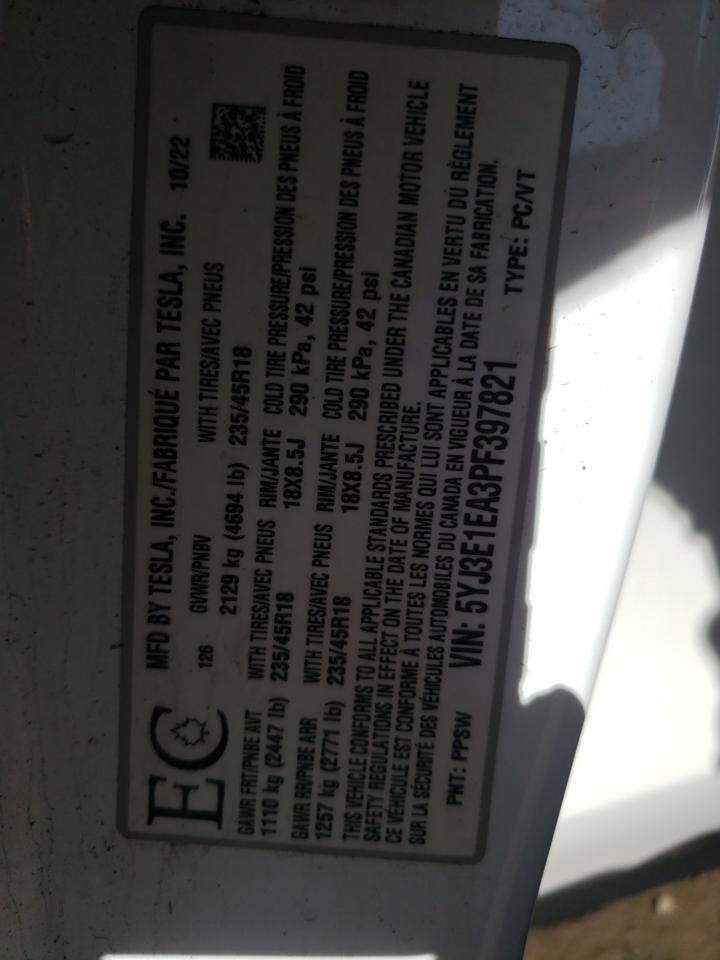 EC
MFD BY TESLA, INC./FABRIQUÉ PAR TESLA, INC. 10/22
126 GVWR/PNBV WITH TIRES/AVEC PNEUS
2129 kg (4694 lb) 235/45R18
GAWR FRT/PNBE AVT WITH TIRES/AVEC PNEUS RIM/JANTE COLD TIRE PRESSURE/PRESSION DES PNEUS À FROID
1110 kg (2447 lb) 235/45R18 18X8.5J 290 kPa, 42 psi
GAWR RR/PNBE ARR WITH TIRES/AVEC PNEUS RIM/JANTE COLD TIRE PRESSURE/PRESSION DES PNEUS À FROID
1257 kg (2771 lb) 235/45R18 18X8.5J 290 kPa, 42 psi
THIS VEHICLE CONFORMS TO ALL APPLICABLE STANDARDS PRESCRIBED UNDER THE CANADIAN MOTOR VEHICLE
SAFETY REGULATIONS IN EFFECT ON THE DATE OF MANUFACTURE.
CE VÉHICULE EST CONFORME À TOUTES LES NORMES QUI LUI SONT APPLICABLES EN VERTU DU RÈGLEMENT
SUR LA SÉCURITÉ DES VÉHICULES AUTOMOBILES DU CANADA EN VIGUEUR À LA DATE DE SA FABRICATION.
PNT: PPSW VIN: 5YJ3E1EA3PF397821 TYPE: PC/VT